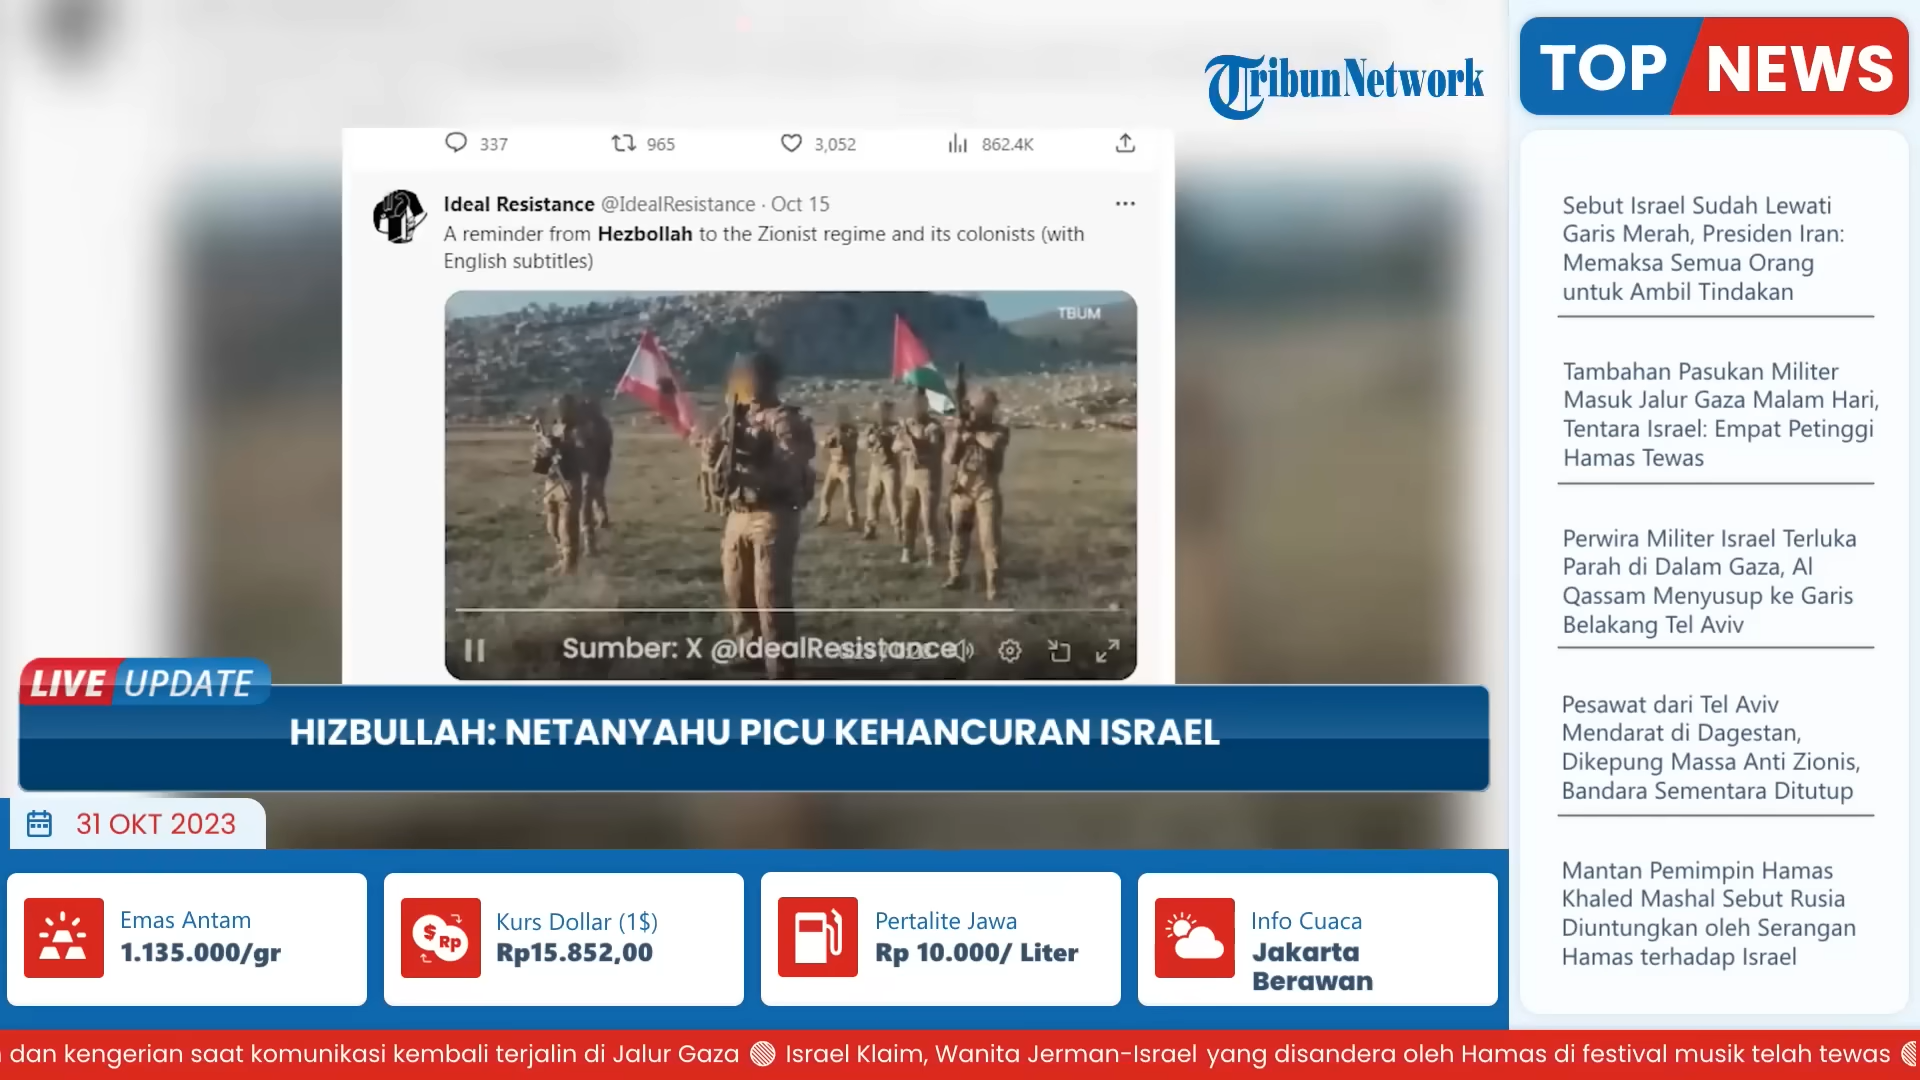 TribunNetwork
TOP NEWS
337 965 3,052 862.4K
Ideal Resistance @IdealResistance · Oct 15
A reminder from Hezbollah to the Zionist regime and its colonists (with
English subtitles)
TBUM
Sumber: X @IdealResistance
LIVE UPDATE
HIZBULLAH: NETANYAHU PICU KEHANCURAN ISRAEL
31 OKT 2023
Emas Antam
1.135.000/gr
Kurs Dollar (1$)
Rp15.852,00
$ Rp
Pertalite Jawa
Rp 10.000/ Liter
Info Cuaca
Jakarta
Berawan
Sebut Israel Sudah Lewati
Garis Merah, Presiden Iran:
Memaksa Semua Orang
untuk Ambil Tindakan
Tambahan Pasukan Militer
Masuk Jalur Gaza Malam Hari,
Tentara Israel: Empat Petinggi
Hamas Tewas
Perwira Militer Israel Terluka
Parah di Dalam Gaza, Al
Qassam Menyusup ke Garis
Belakang Tel Aviv
Pesawat dari Tel Aviv
Mendarat di Dagestan,
Dikepung Massa Anti Zionis,
Bandara Sementara Ditutup
Mantan Pemimpin Hamas
Khaled Mashal Sebut Rusia
Diuntungkan oleh Serangan
Hamas terhadap Israel
dan kengerian saat komunikasi kembali terjalin di Jalur Gaza Israel Klaim, Wanita Jerman-Israel yang disandera oleh Hamas di festival musik telah tewas